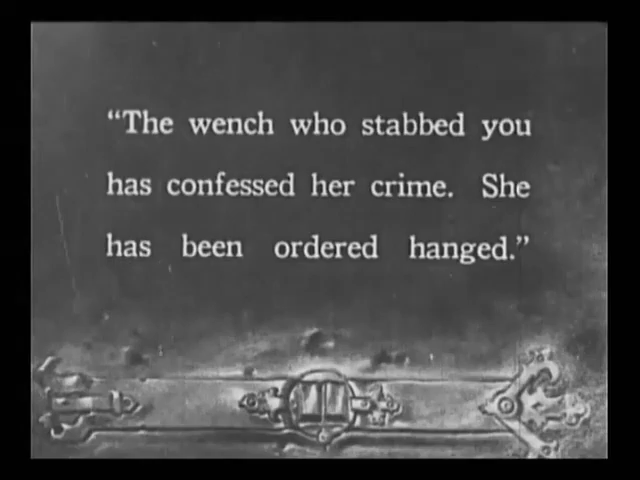 “The wench who stabbed you
has confessed her crime. She
has been ordered hanged.”